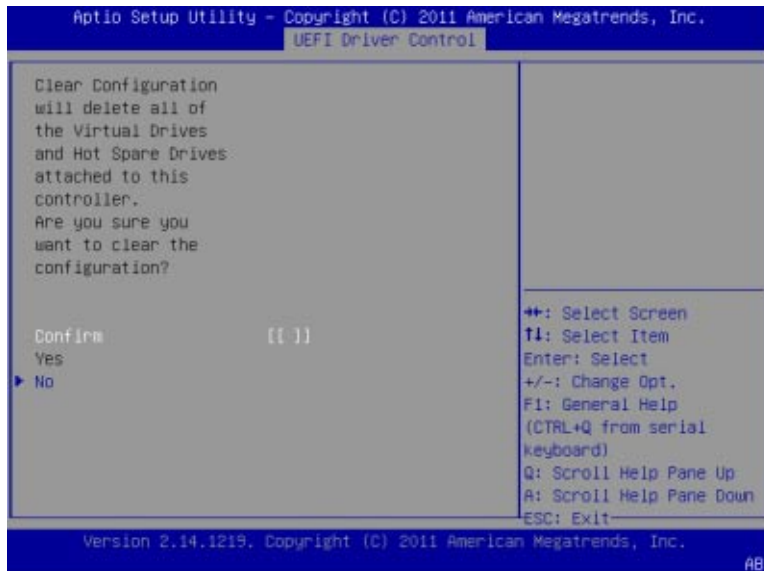 Aptio Setup Utility – Copyright (C) 2011 American Megatrends, Inc.
UEFI Driver Control
Clear Configuration
will delete all of
the Virtual Drives
and Hot Spare Drives
attached to this
controller.
Are you sure you
want to clear the
configuration?
Confirm [[ ]]
Yes
No
→←: Select Screen
↑↓: Select Item
Enter: Select
+/-: Change Opt.
F1: General Help
(CTRL+Q from serial
keyboard)
Q: Scroll Help Pane Up
A: Scroll Help Pane Down
ESC: Exit
Version 2.14.1219. Copyright (C) 2011 American Megatrends, Inc.
AB